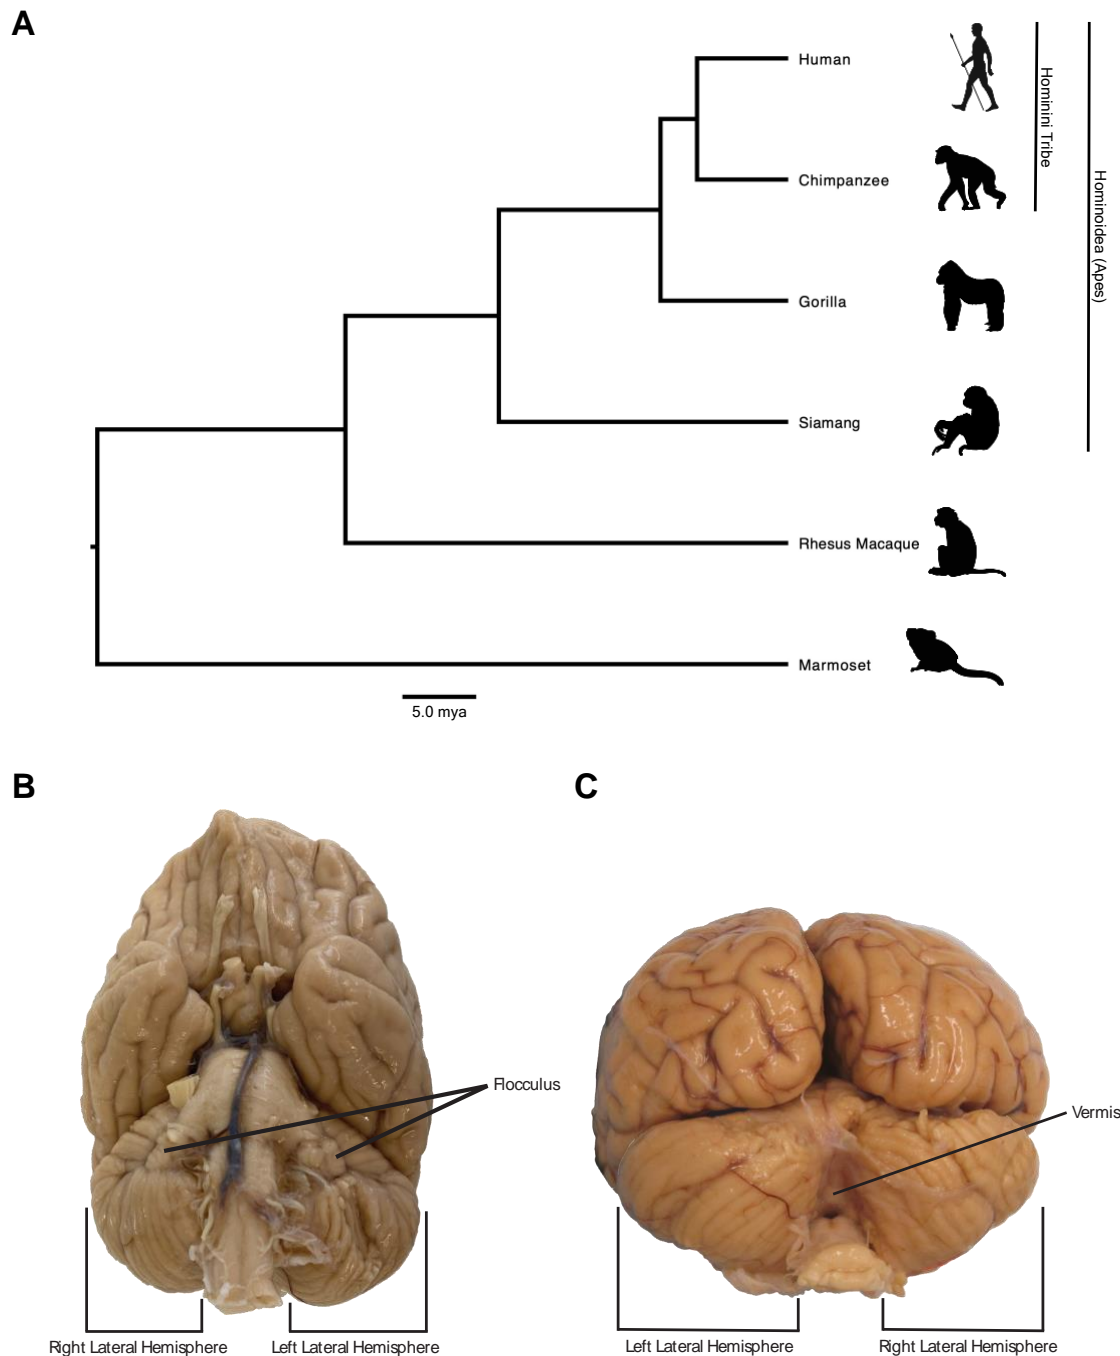 A
Human
Chimpanzee
Gorilla
Siamang
Rhesus Macaque
Marmoset
Hominini Tribe
Hominoidea (Apes)
5.0 mya
B
Flocculus
Right Lateral Hemisphere
Left Lateral Hemisphere
C
Vermis
Left Lateral Hemisphere
Right Lateral Hemisphere